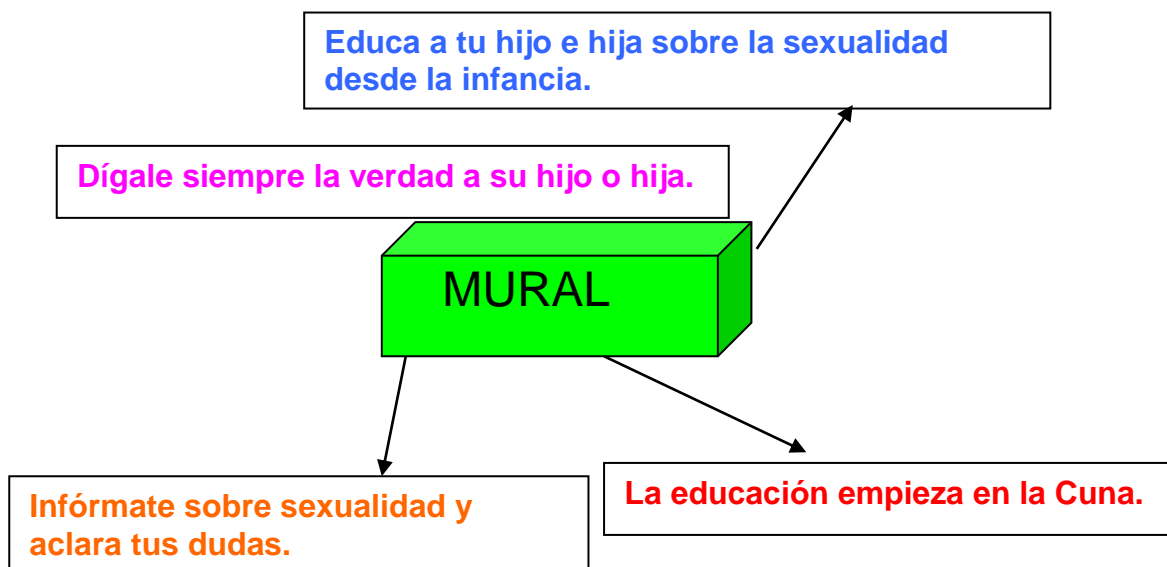 Educa a tu hijo e hija sobre la sexualidad
desde la infancia.
Dígale siempre la verdad a su hijo o hija.
MURAL
Infórmate sobre sexualidad y
aclara tus dudas.
La educación empieza en la Cuna.